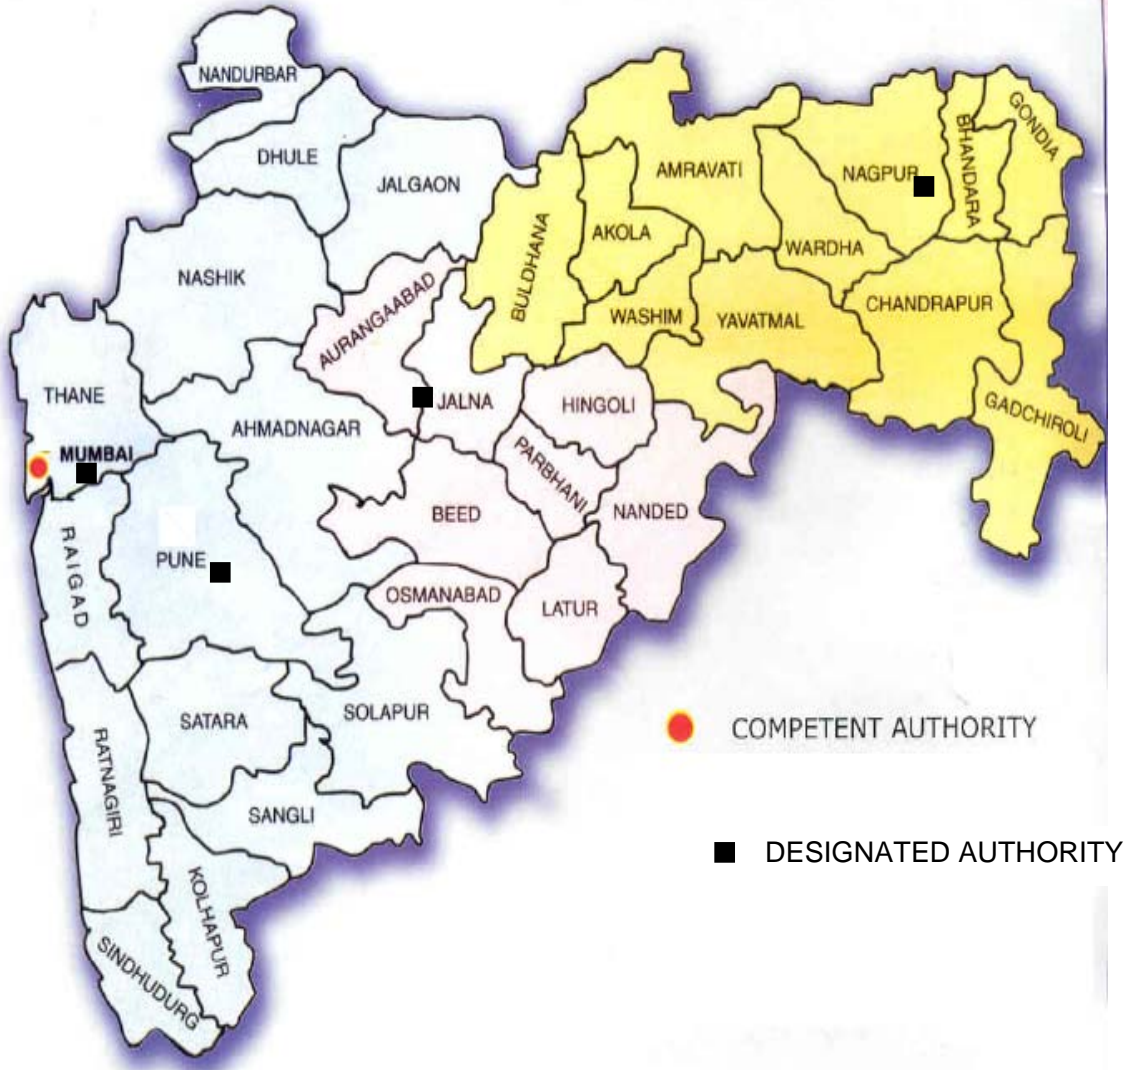 NANDURBAR
DHULE
JALGAON
NASHIK
BULDHANA
AKOLA
AMRAVATI
WARDHA
NAGPUR
BHANDARA
GONDIA
WASHIM
YAVATMAL
CHANDRAPUR
GADCHIROLI
AURANGAABAD
JALNA
HINGOLI
PARBHANI
NANDED
THANE
MUMBAI
AHMADNAGAR
BEED
OSMANABAD
LATUR
RAIGAD
PUNE
SATARA
SOLAPUR
RATNAGIRI
SANGLI
KOLHAPUR
SINDHUDURG
COMPETENT AUTHORITY
DESIGNATED AUTHORITY